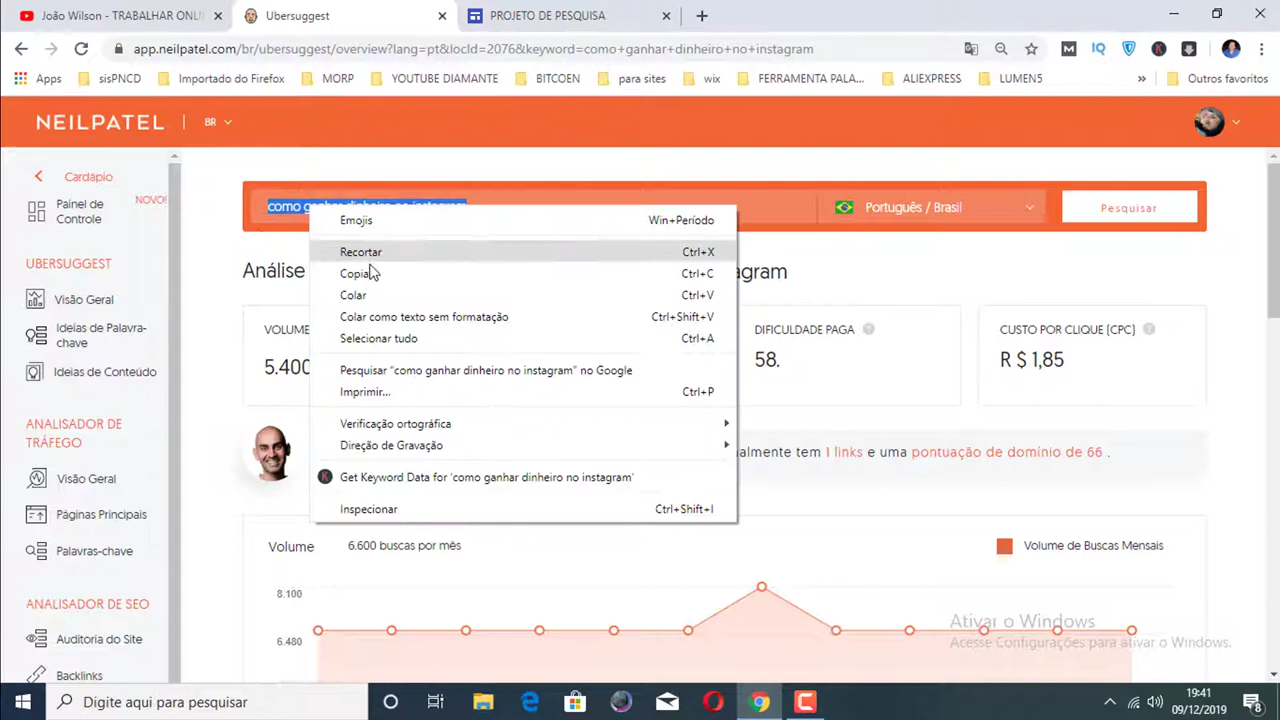 João Wilson - TRABALHAR ONLI
Ubersuggest
PROJETO DE PESQUISA
app.neilpatel.com/br/ubersuggest/overview?lang=pt&locId=2076&keyword=como+ganhar+dinheiro+no+instagram
Apps
sisPNCD
Importado do Firefox
MORP
YOUTUBE DIAMANTE
BITCOEN
para sites
wix
FERRAMENTA PALA...
ALIEXPRESS
LUMEN5
»
Outros favoritos
NEILPATEL
BR
Cardápio
Painel de
Controle
NOVO!
UBERSUGGEST
Visão Geral
Ideias de Palavra-
chave
Ideias de Conteúdo
ANALISADOR DE
TRÁFEGO
Visão Geral
Páginas Principais
Palavras-chave
ANALISADOR DE SEO
Auditoria do Site
Backlinks
como ganhar dinheiro no instagram
Português / Brasil
Pesquisar
Emojis Win+Período
Recortar Ctrl+X
Copiar Ctrl+C
Colar Ctrl+V
Colar como texto sem formatação Ctrl+Shift+V
Selecionar tudo Ctrl+A
Pesquisar “como ganhar dinheiro no instagram” no Google
Imprimir... Ctrl+P
Verificação ortográfica
Direção de Gravação
Get Keyword Data for 'como ganhar dinheiro no instagram'
Inspecionar Ctrl+Shift+I
Análise
agram
VOLUME
5.400
DIFICULDADE PAGA
58.
CUSTO POR CLIQUE [CPC]
R $ 1,85
almente tem 1 links e uma pontuação de domínio de 66 .
Volume
6.600 buscas por mês
Volume de Buscas Mensais
8.100
6.480
Ativar o Windows
Acesse Configurações para ativar o Windows.
Digite aqui para pesquisar
19:41
09/12/2019
8